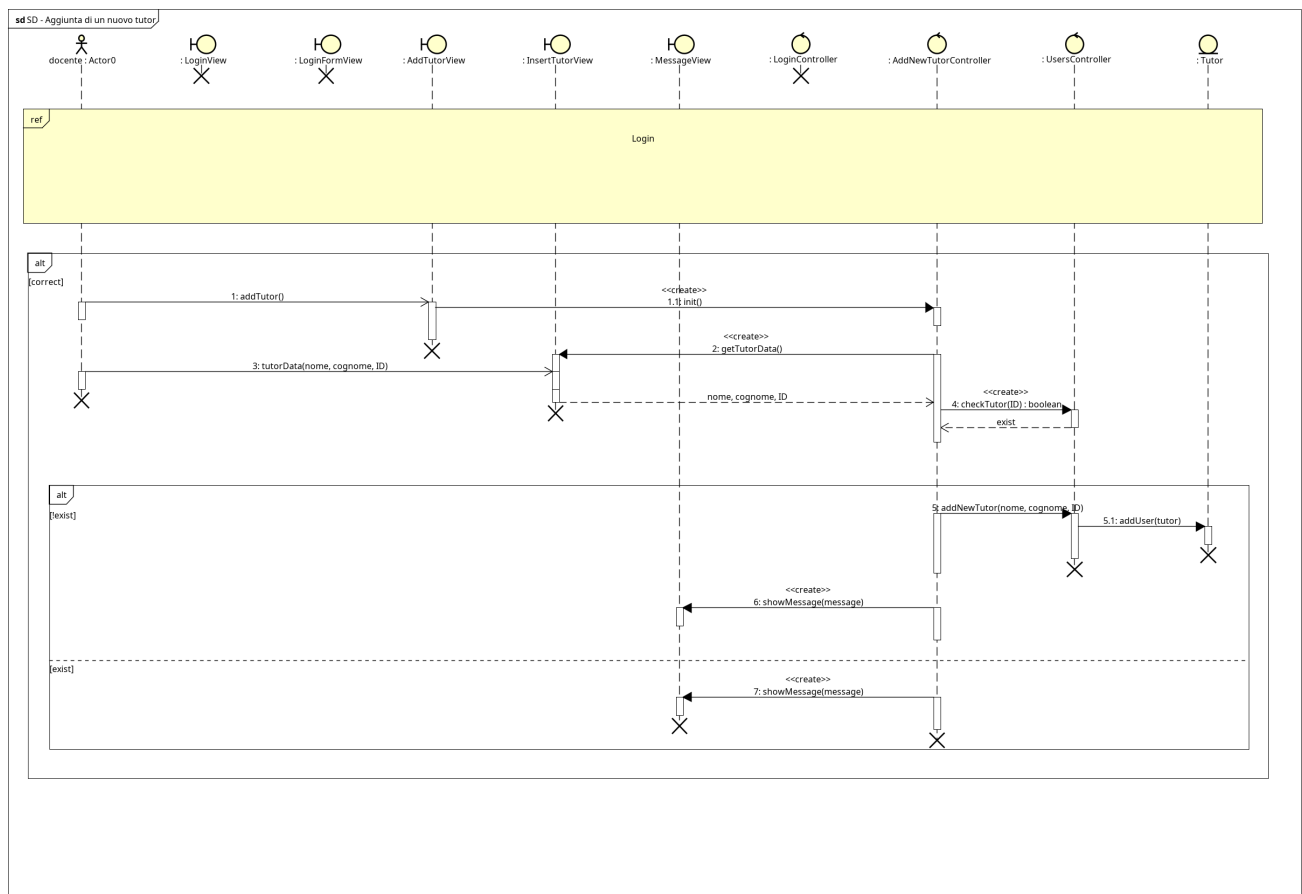 sd SD - Aggiunta di un nuovo tutor
docente : Actor0
: LoginView
: LoginFormView
: AddTutorView
: InsertTutorView
: MessageView
: LoginController
: AddNewTutorController
: UsersController
: Tutor
ref
Login
alt
[correct]
1: addTutor()
<<create>>
1.1: init()
<<create>>
2: getTutorData()
3: tutorData(nome, cognome, ID)
nome, cognome, ID
<<create>>
4: checkTutor(ID) : boolean
exist
alt
[!exist]
5: addNewTutor(nome, cognome, ID)
5.1: addUser(tutor)
<<create>>
6: showMessage(message)
[exist]
<<create>>
7: showMessage(message)